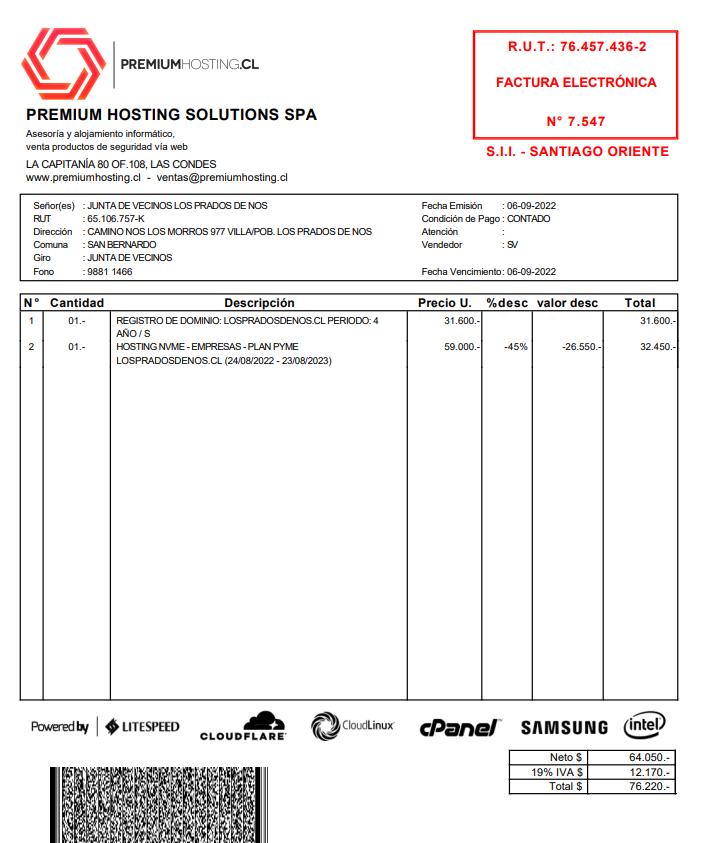 PREMIUMHOSTING.CL
R.U.T.: 76.457.436-2
FACTURA ELECTRÓNICA
N° 7.547
S.I.I. - SANTIAGO ORIENTE
PREMIUM HOSTING SOLUTIONS SPA
Asesoría y alojamiento informático,
venta productos de seguridad vía web
LA CAPITANÍA 80 OF.108, LAS CONDES
www.premiumhosting.cl - ventas@premiumhosting.cl
Señor(es) : JUNTA DE VECINOS LOS PRADOS DE NOS Fecha Emisión : 06-09-2022
RUT : 65.106.757-K Condición de Pago : CONTADO
Dirección : CAMINO NOS LOS MORROS 977 VILLA/POB. LOS PRADOS DE NOS Atención :
Comuna : SAN BERNARDO Vendedor : SV
Giro : JUNTA DE VECINOS
Fono : 9881 1466 Fecha Vencimiento : 06-09-2022
N° Cantidad Descripción Precio U. %desc valor desc Total
1 01.- REGISTRO DE DOMINIO: LOSPRADOSDENOS.CL PERIODO: 4 31.600.- 31.600.-
AÑO / S
2 01.- HOSTING NVME - EMPRESAS - PLAN PYME 59.000.- -45% -26.550.- 32.450.-
LOSPRADOSDENOS.CL (24/08/2022 - 23/08/2023)
Powered by LITESPEED CLOUDFLARE CloudLinux cPanel SAMSUNG intel
Neto $ 64.050.-
19% IVA $ 12.170.-
Total $ 76.220.-